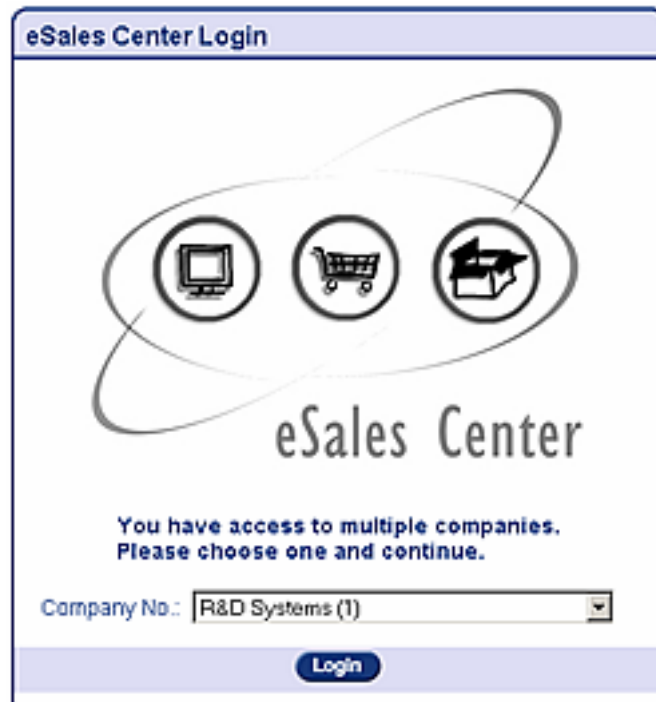 eSales Center Login
eSales Center
You have access to multiple companies.
Please choose one and continue.
Company No.: R&D Systems (1)
Login